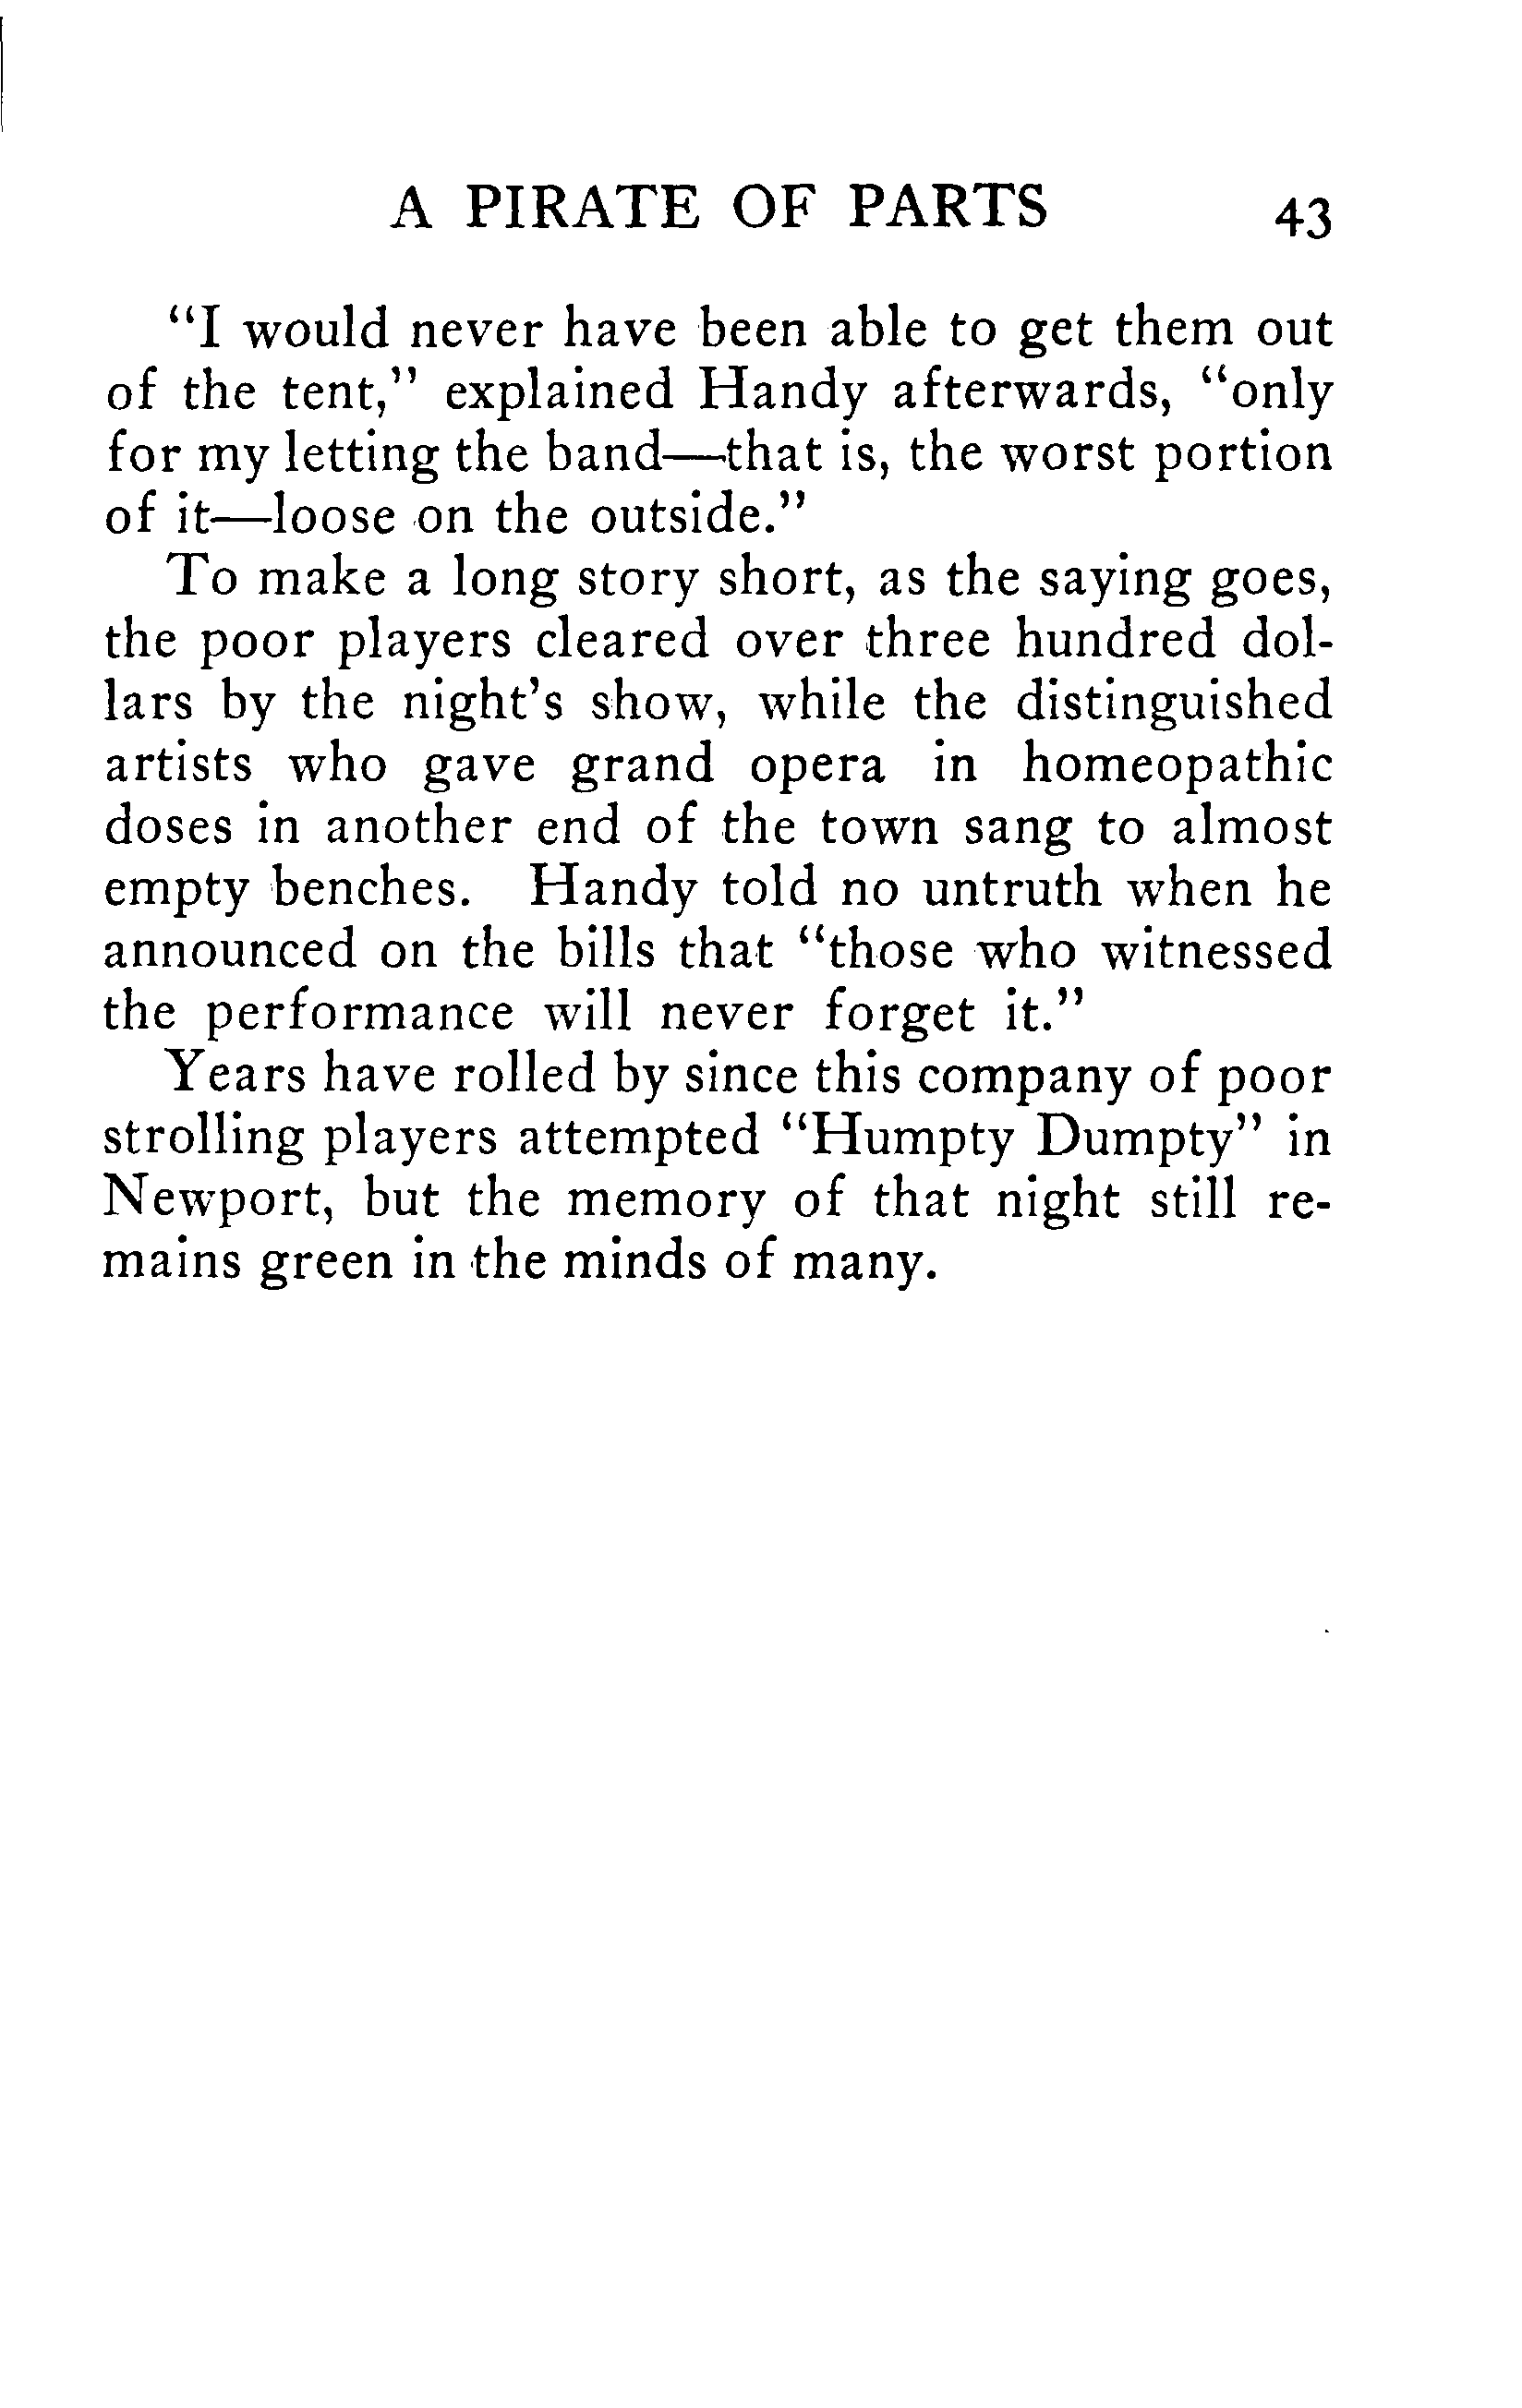 A PIRATE OF PARTS 43
“I would never have been able to get them out
of the tent,” explained Handy afterwards, “only
for my letting the band—that is, the worst portion
of it—loose on the outside.”
To make a long story short, as the saying goes,
the poor players cleared over three hundred dol-
lars by the night’s show, while the distinguished
artists who gave grand opera in homeopathic
doses in another end of the town sang to almost
empty benches. Handy told no untruth when he
announced on the bills that “those who witnessed
the performance will never forget it.”
Years have rolled by since this company of poor
strolling players attempted “Humpty Dumpty” in
Newport, but the memory of that night still re-
mains green in the minds of many.